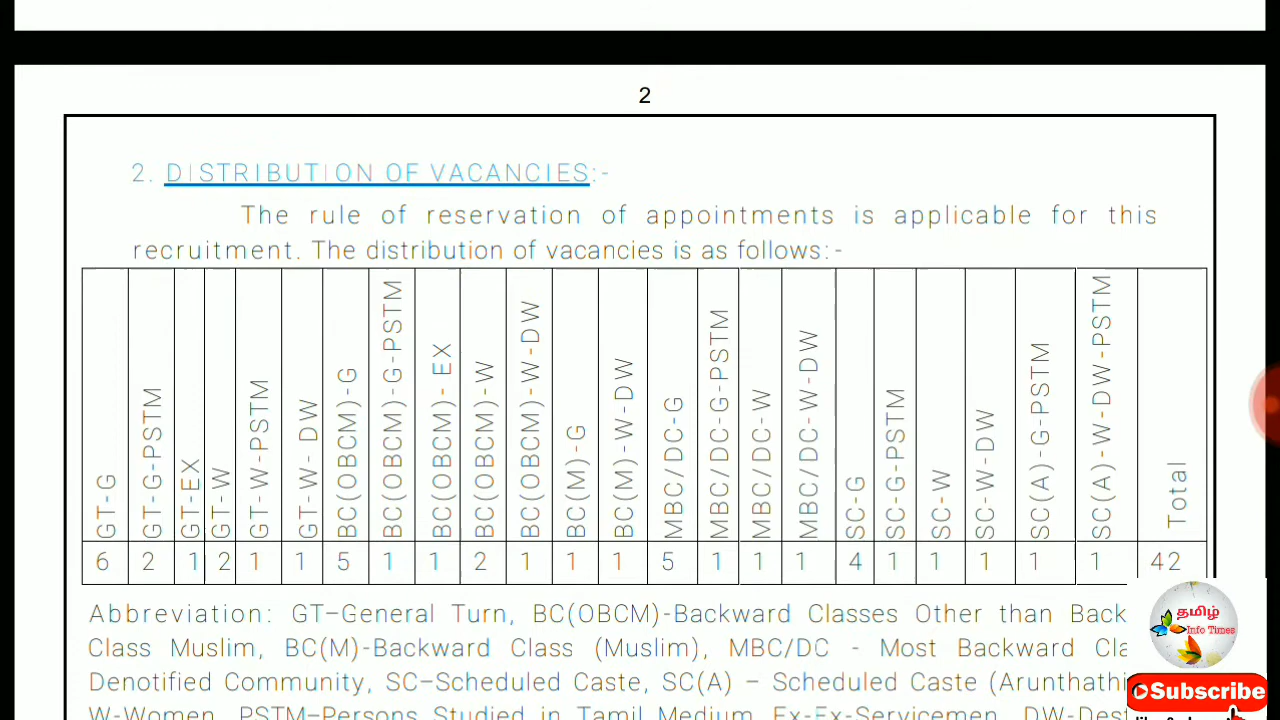 2
2. DISTRIBUTION OF VACANCIES:-
The rule of reservation of appointments is applicable for this
recruitment. The distribution of vacancies is as follows:-
GT-G GT-G-PSTM GT-EX GT-W GT-W-PSTM GT-W- DW BC(OBCM)-G BC(OBCM)-G-PSTM BC(OBCM)- EX BC(OBCM)-W BC(OBCM)-W-DW BC(M)-G BC(M)-W-DW MBC/DC-G MBC/DC-G-PSTM MBC/DC-W MBC/DC-W-DW SC-G SC-G-PSTM SC-W SC-W-DW SC(A)-G-PSTM SC(A)-W-DW-PSTM Total
6 2 1 2 1 1 5 1 1 2 1 1 1 5 1 1 1 4 1 1 1 1 1 42
Abbreviation: GT–General Turn, BC(OBCM)-Backward Classes Other than Back
Class Muslim, BC(M)-Backward Class (Muslim), MBC/DC - Most Backward Cla
Denotified Community, SC–Scheduled Caste, SC(A) – Scheduled Caste (Arunthathi
W-Women, PSTM–Persons Studied in Tamil Medium, Ex-Ex-Servicemen, DW-Dest
தமிழ்
Info Times
Subscribe